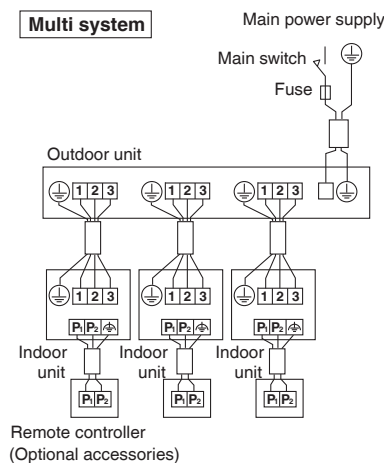 Multi system
Main power supply
Main switch
Fuse
Outdoor unit
1 2 3 1 2 3 1 2 3
1 2 3 1 2 3 1 2 3
P₁ P₂ P₁ P₂ P₁ P₂
Indoor unit Indoor unit Indoor unit
P₁ P₂ P₁ P₂ P₁ P₂
Remote controller
(Optional accessories)